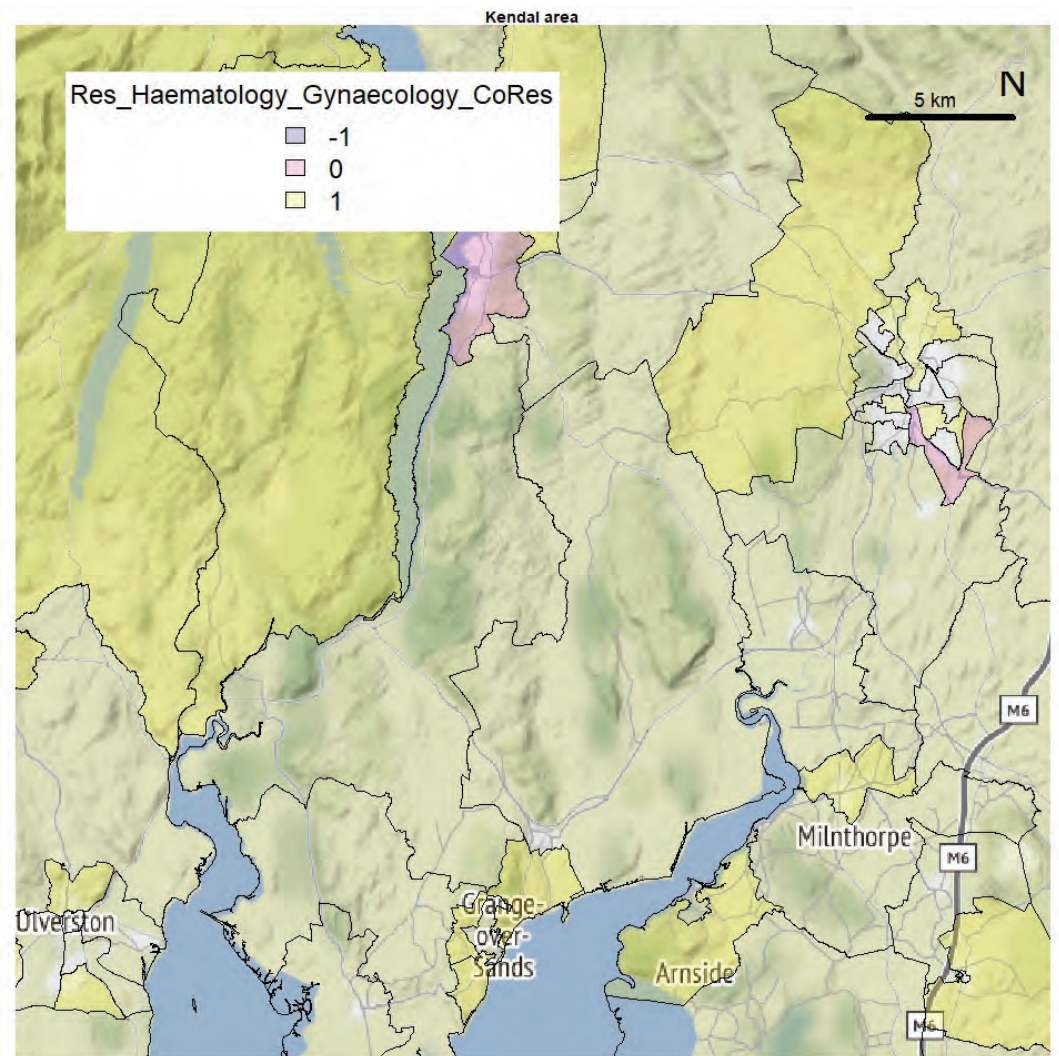 Kendal area
Res_Haematology_Gynaecology_CoRes
-1
0
1
N
5 km
M6
Milnthorpe
M6
Grange-
over-
Sands
Ulverston
Arnside
M6